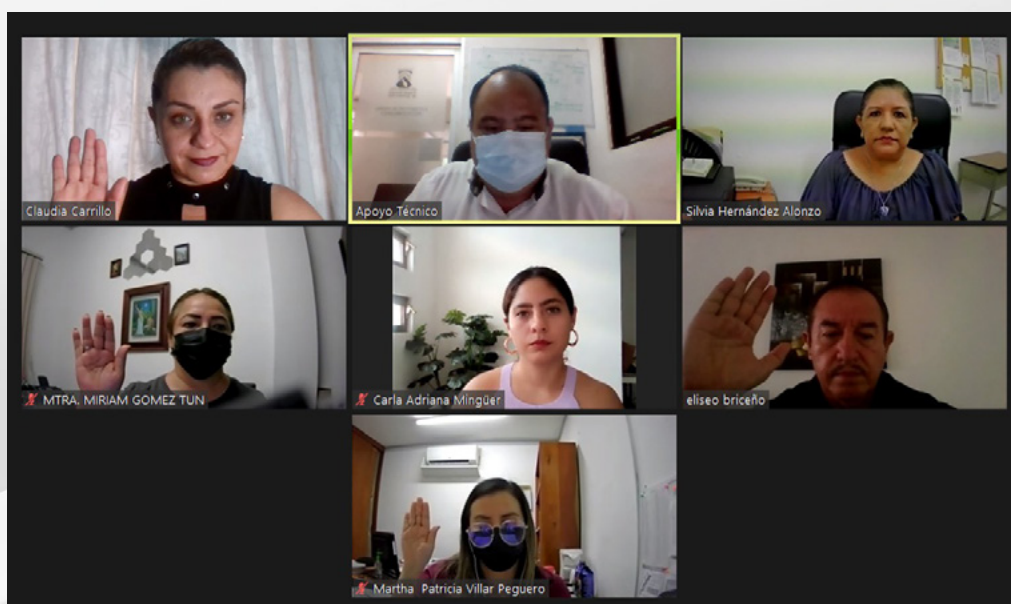 Claudia Carrillo
Apoyo Técnico
Silvia Hernández Alonzo
MTRA. MIRIAM GOMEZ TUN
Carla Adriana Mingüer
eliseo briceño
Martha Patricia Villar Peguero